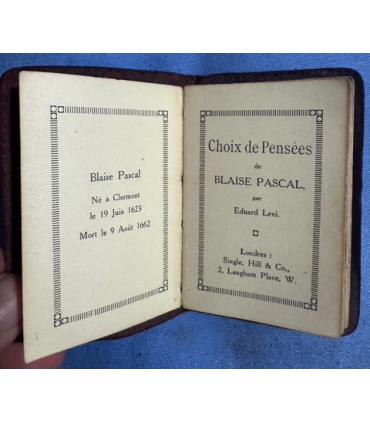 Blaise Pascal
Né à Clermont
le 19 Juin 1623
Mort le 9 Août 1662
Choix de Pensées
de
BLAISE PASCAL,
par
Eduard Levi.
Londres :
Siegle, Hill & Co.,
2, Langham Place, W.